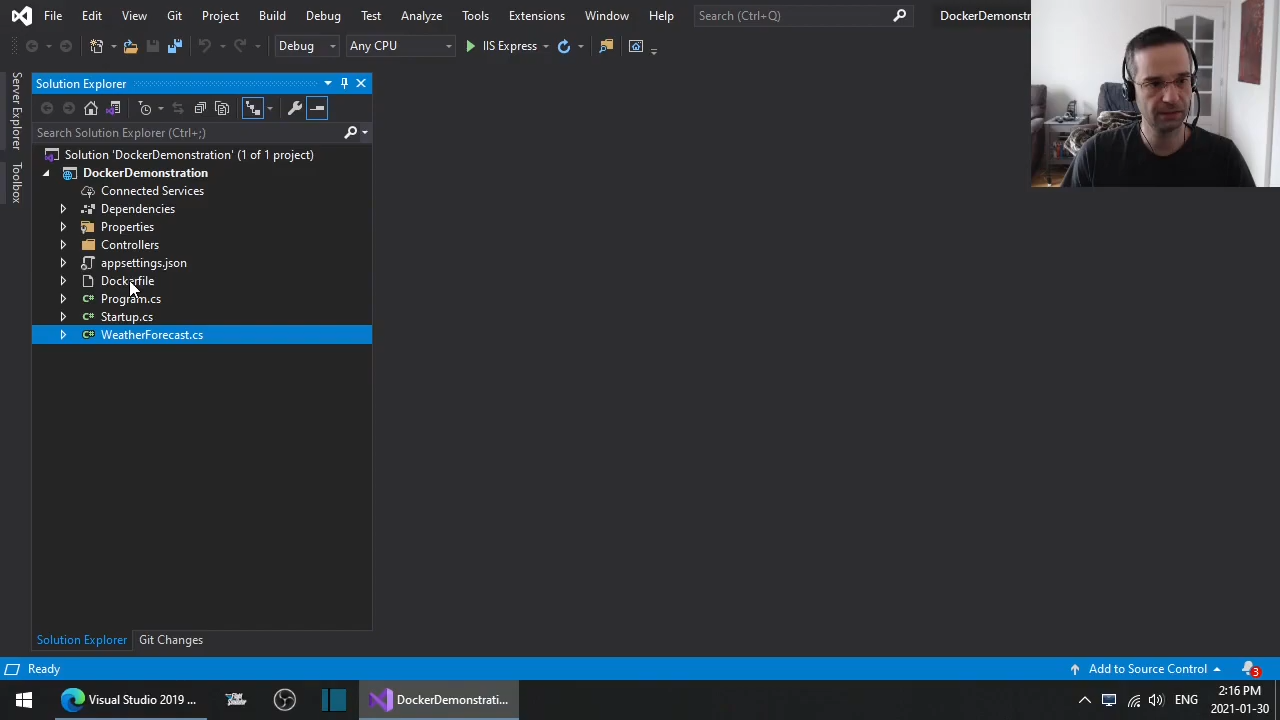 File Edit View Git Project Build Debug Test Analyze Tools Extensions Window Help Search (Ctrl+Q) DockerDemonstr
Debug Any CPU IIS Express
Server Explorer
Toolbox
Solution Explorer
Search Solution Explorer (Ctrl+;)
Solution 'DockerDemonstration' (1 of 1 project)
DockerDemonstration
Connected Services
Dependencies
Properties
Controllers
appsettings.json
Dockerfile
Program.cs
Startup.cs
WeatherForecast.cs
Solution Explorer Git Changes
Ready Add to Source Control 3
Visual Studio 2019 ... DockerDemonstrati... ENG 2:16 PM
2021-01-30